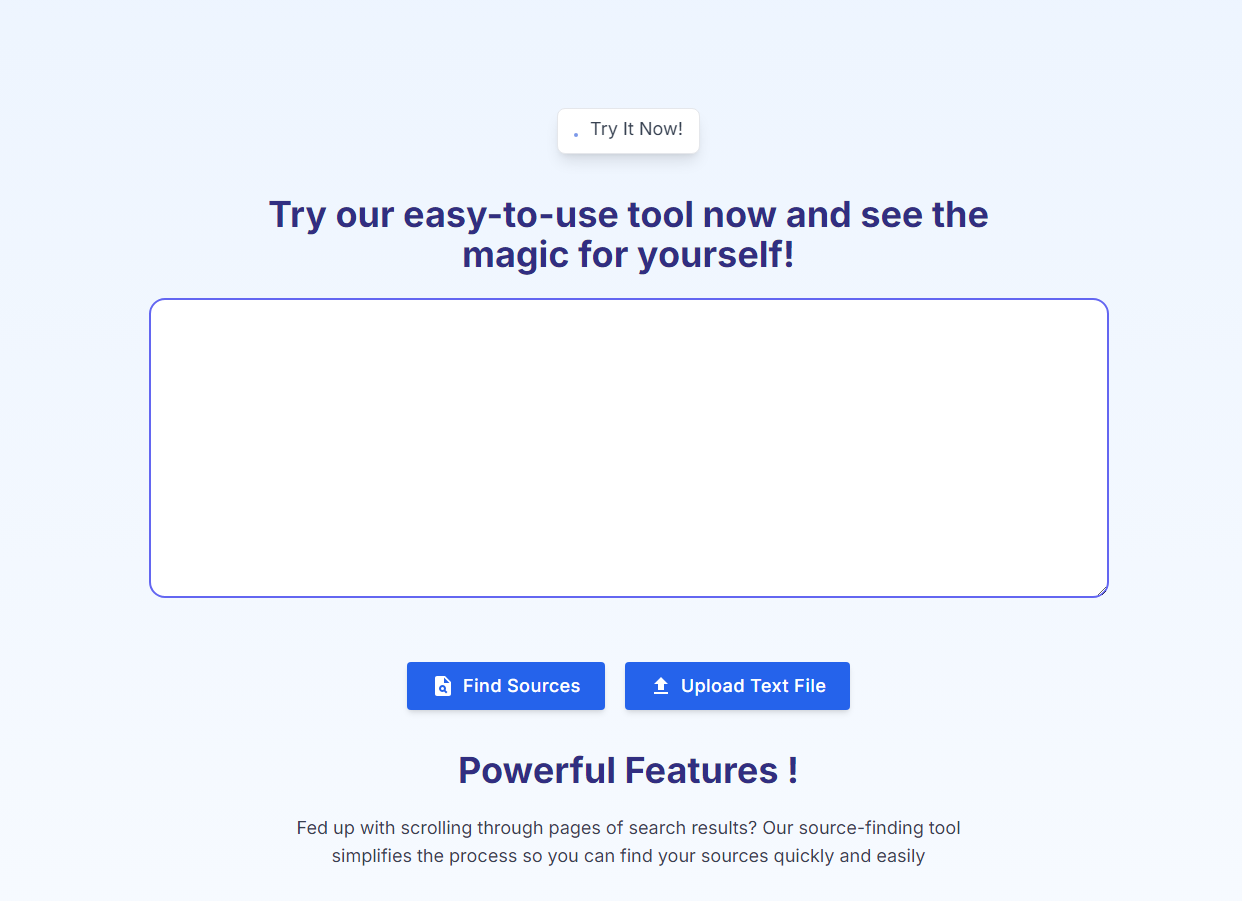 Try It Now!
Try our easy-to-use tool now and see the
magic for yourself!
Find Sources
Upload Text File
Powerful Features !
Fed up with scrolling through pages of search results? Our source-finding tool
simplifies the process so you can find your sources quickly and easily